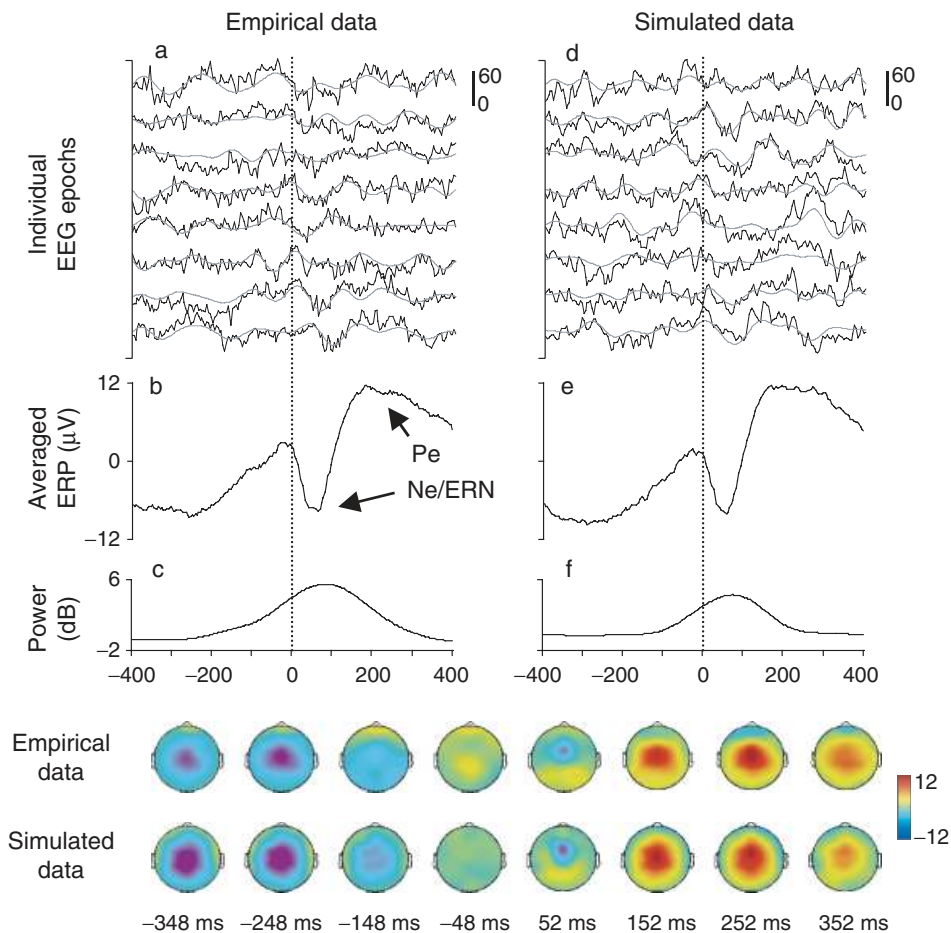 Empirical data
Simulated data
a
d
60
0
60
0
Individual
EEG epochs
12
0
−12
Averaged
ERP (μV)
b
e
Pe
Ne/ERN
6
−2
Power
(dB)
c
f
−400 −200 0 200 400
−400 −200 0 200 400
Empirical
data
Simulated
data
12
−12
−348 ms −248 ms −148 ms −48 ms 52 ms 152 ms 252 ms 352 ms